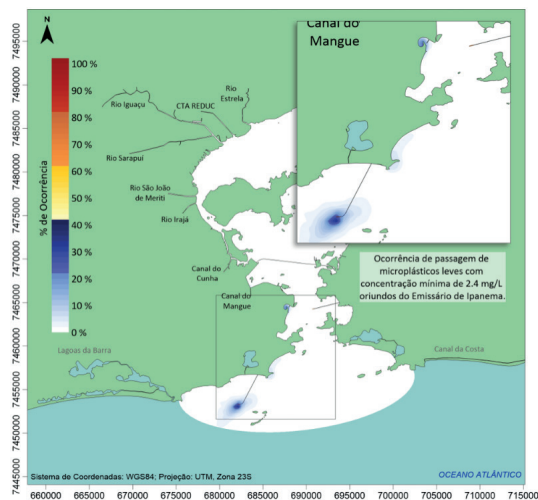 N
Canal do
Mangue
100 %
90 %
80 %
70 %
60 %
50 %
40 %
30 %
20 %
10 %
0 %
% de Ocorrência
Rio
Estrela
Rio Iguaçu
CTA REDUC
Rio Sarapuí
Rio São João
de Meriti
Rio Irajá
Canal do
Cunha
Canal do
Mangue
Ocorrência de passagem de
microplásticos leves com
concentração mínima de 2.4 mg/L
oriundos do Emissário de Ipanema.
Lagoas da Barra
Canal da Costa
Sistema de Coordenadas: WGS84; Projeção: UTM, Zona 23S
OCEANO ATLÂNTICO
7495000
7490000
7485000
7480000
7475000
7470000
7465000
7460000
7455000
7450000
7445000
660000 665000 670000 675000 680000 685000 690000 695000 700000 705000 710000 715000